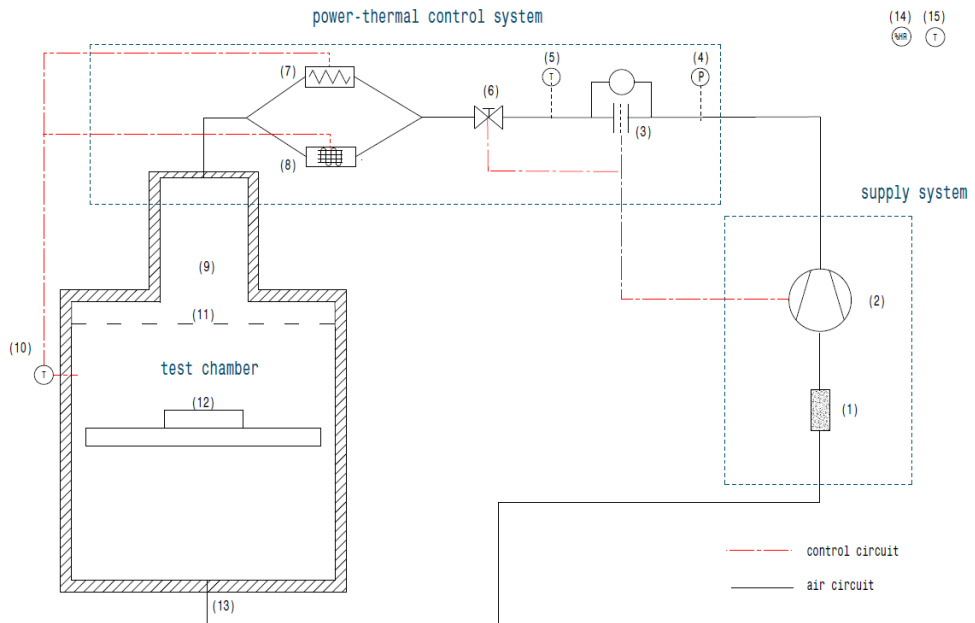 power-thermal control system
(14) (15)
%HR T
(5) (4)
T P
(7) (6)
(3)
(8)
supply system
(9)
(2)
(11)
(10)
T
test chamber
(12)
(1)
control circuit
air circuit
(13)